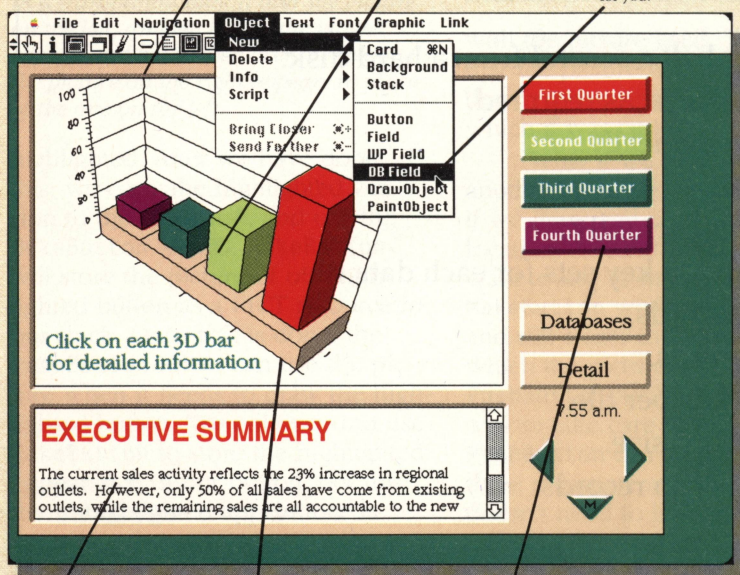 File Edit Navigation Object Text Font Graphic Link
New
Delete
Info
Script
Bring Closer
Send Farther
Card ⌘N
Background
Stack
Button
Field
WP Field
DB Field
DrawObject
PaintObject
100
80
60
40
20
0
First Quarter
Second Quarter
Third Quarter
Fourth Quarter
Databases
Detail
7.55 a.m.
M
Click on each 3D bar
for detailed information
EXECUTIVE SUMMARY
The current sales activity reflects the 23% increase in regional
outlets. However, only 50% of all sales have come from existing
outlets, while the remaining sales are all accountable to the new